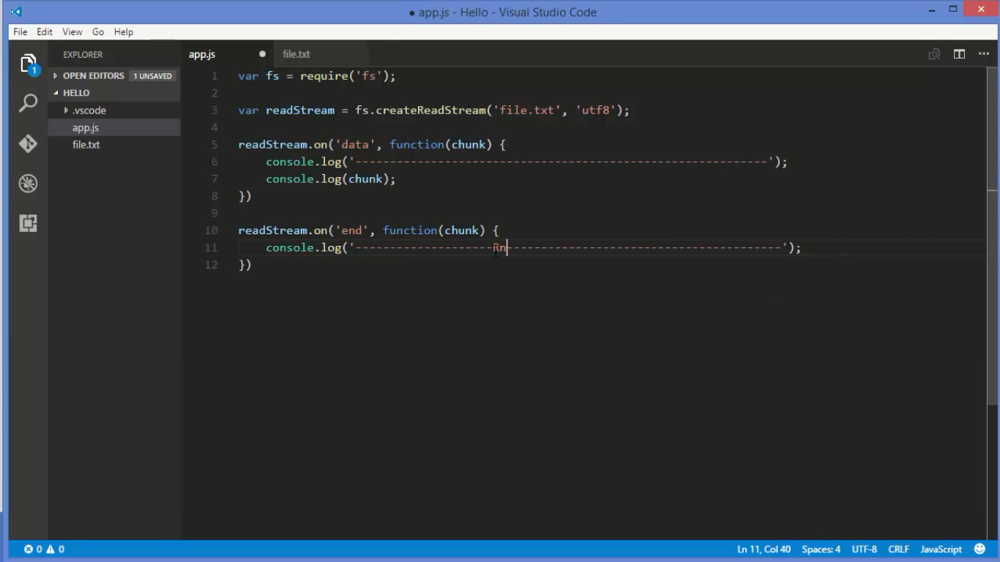 app.js - Hello - Visual Studio Code
File Edit View Go Help
EXPLORER
OPEN EDITORS 1 UNSAVED
HELLO
.vscode
app.js
file.txt
1
app.js file.txt
1 var fs = require('fs');
2
3 var readStream = fs.createReadStream('file.txt', 'utf8');
4
5 readStream.on('data', function(chunk) {
6 console.log('------------------------------------------------------------');
7 console.log(chunk);
8 })
9
10 readStream.on('end', function(chunk) {
11 console.log('--------------------En----------------------------------------');
12 })
0 0 Ln 11, Col 40 Spaces: 4 UTF-8 CRLF JavaScript